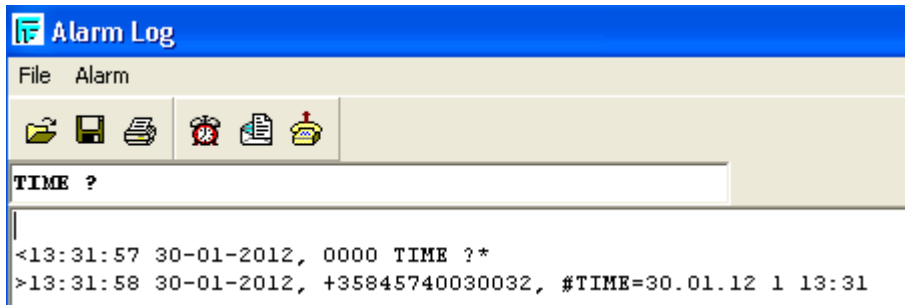 Alarm Log
File Alarm
TIME ?
<13:31:57 30-01-2012, 0000 TIME ?*
>13:31:58 30-01-2012, +35845740030032, #TIME=30.01.12 1 13:31